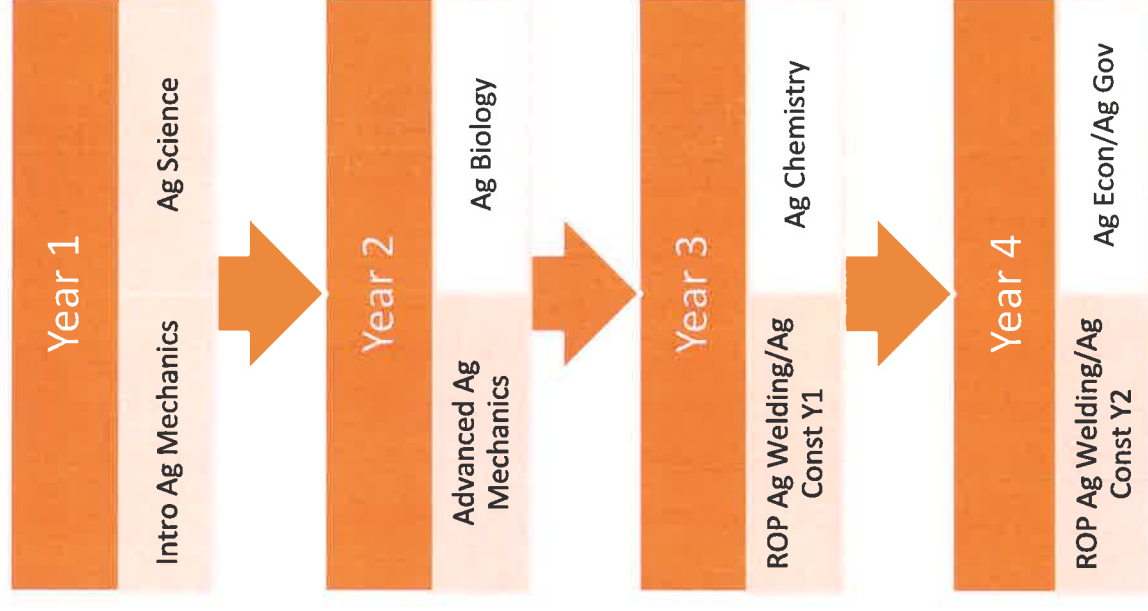 Year 1
Intro Ag Mechanics
Ag Science
Year 2
Advanced Ag
Mechanics
Ag Biology
Year 3
ROP Ag Welding/Ag
Const Y1
Ag Chemistry
Year 4
ROP Ag Welding/Ag
Const Y2
Ag Econ/Ag Gov